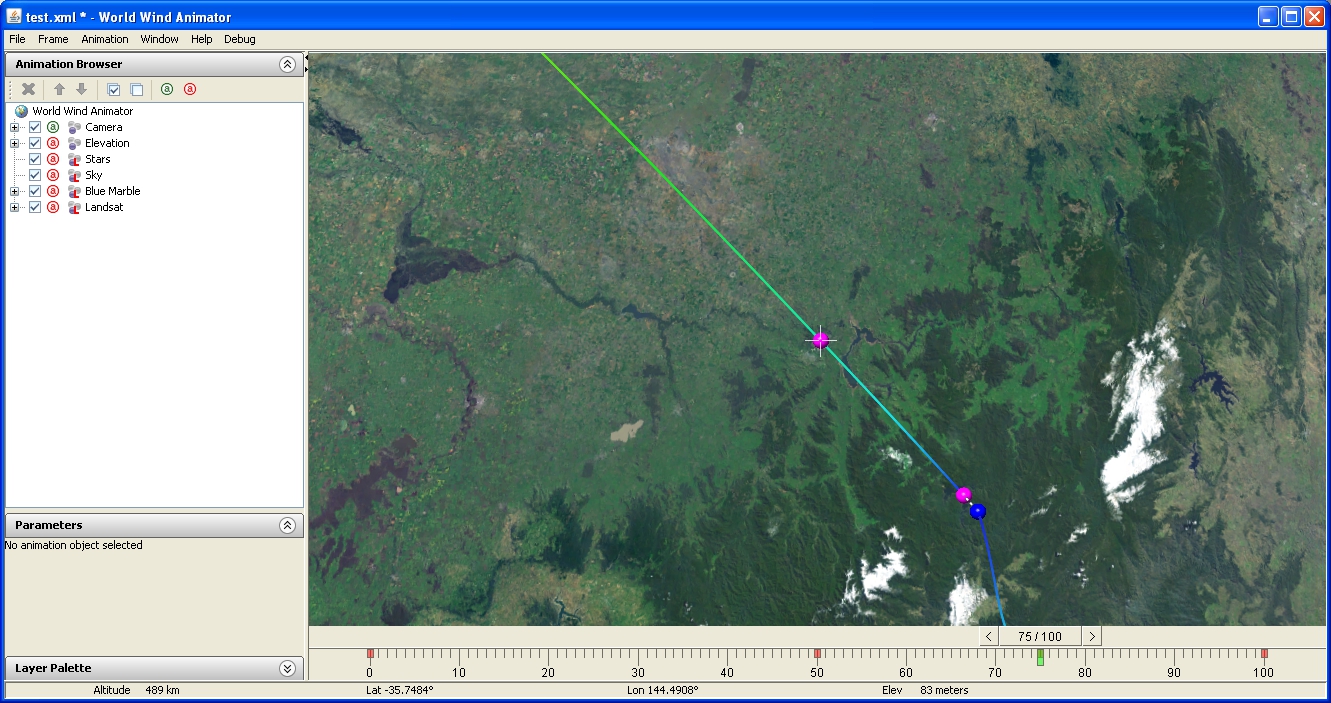 test.xml * - World Wind Animator
File Frame Animation Window Help Debug
Animation Browser
a a
World Wind Animator
a Camera
a Elevation
a L Stars
a L Sky
a L Blue Marble
a L Landsat
Parameters
No animation object selected
Layer Palette
< 75 / 100 >
0 10 20 30 40 50 60 70 80 90 100
Altitude 489 km Lat -35.7484° Lon 144.4908° Elev 83 meters